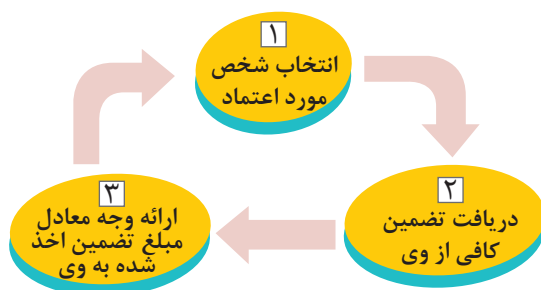 ۱
انتخاب شخص
مورد اعتماد
۲
دریافت تضمین
کافی از وی
۳
ارائه وجه معادل
مبلغ تضمین اخذ
شده به وی